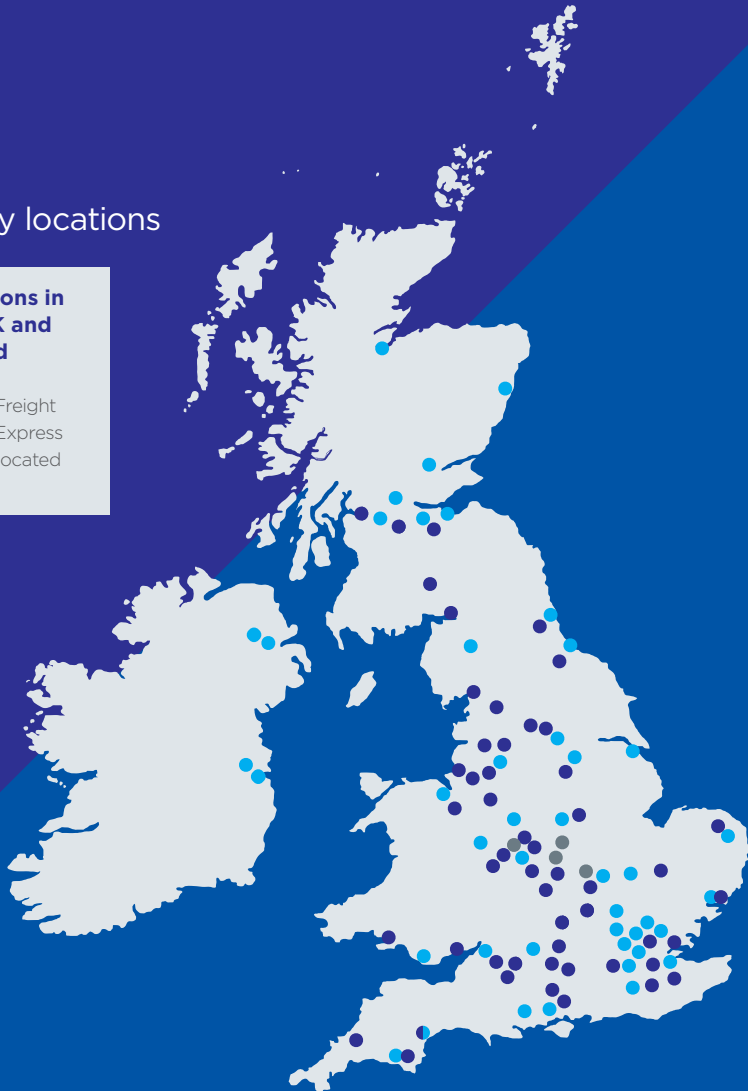 y locations
ons in
K and
d
Freight
Express
ocated